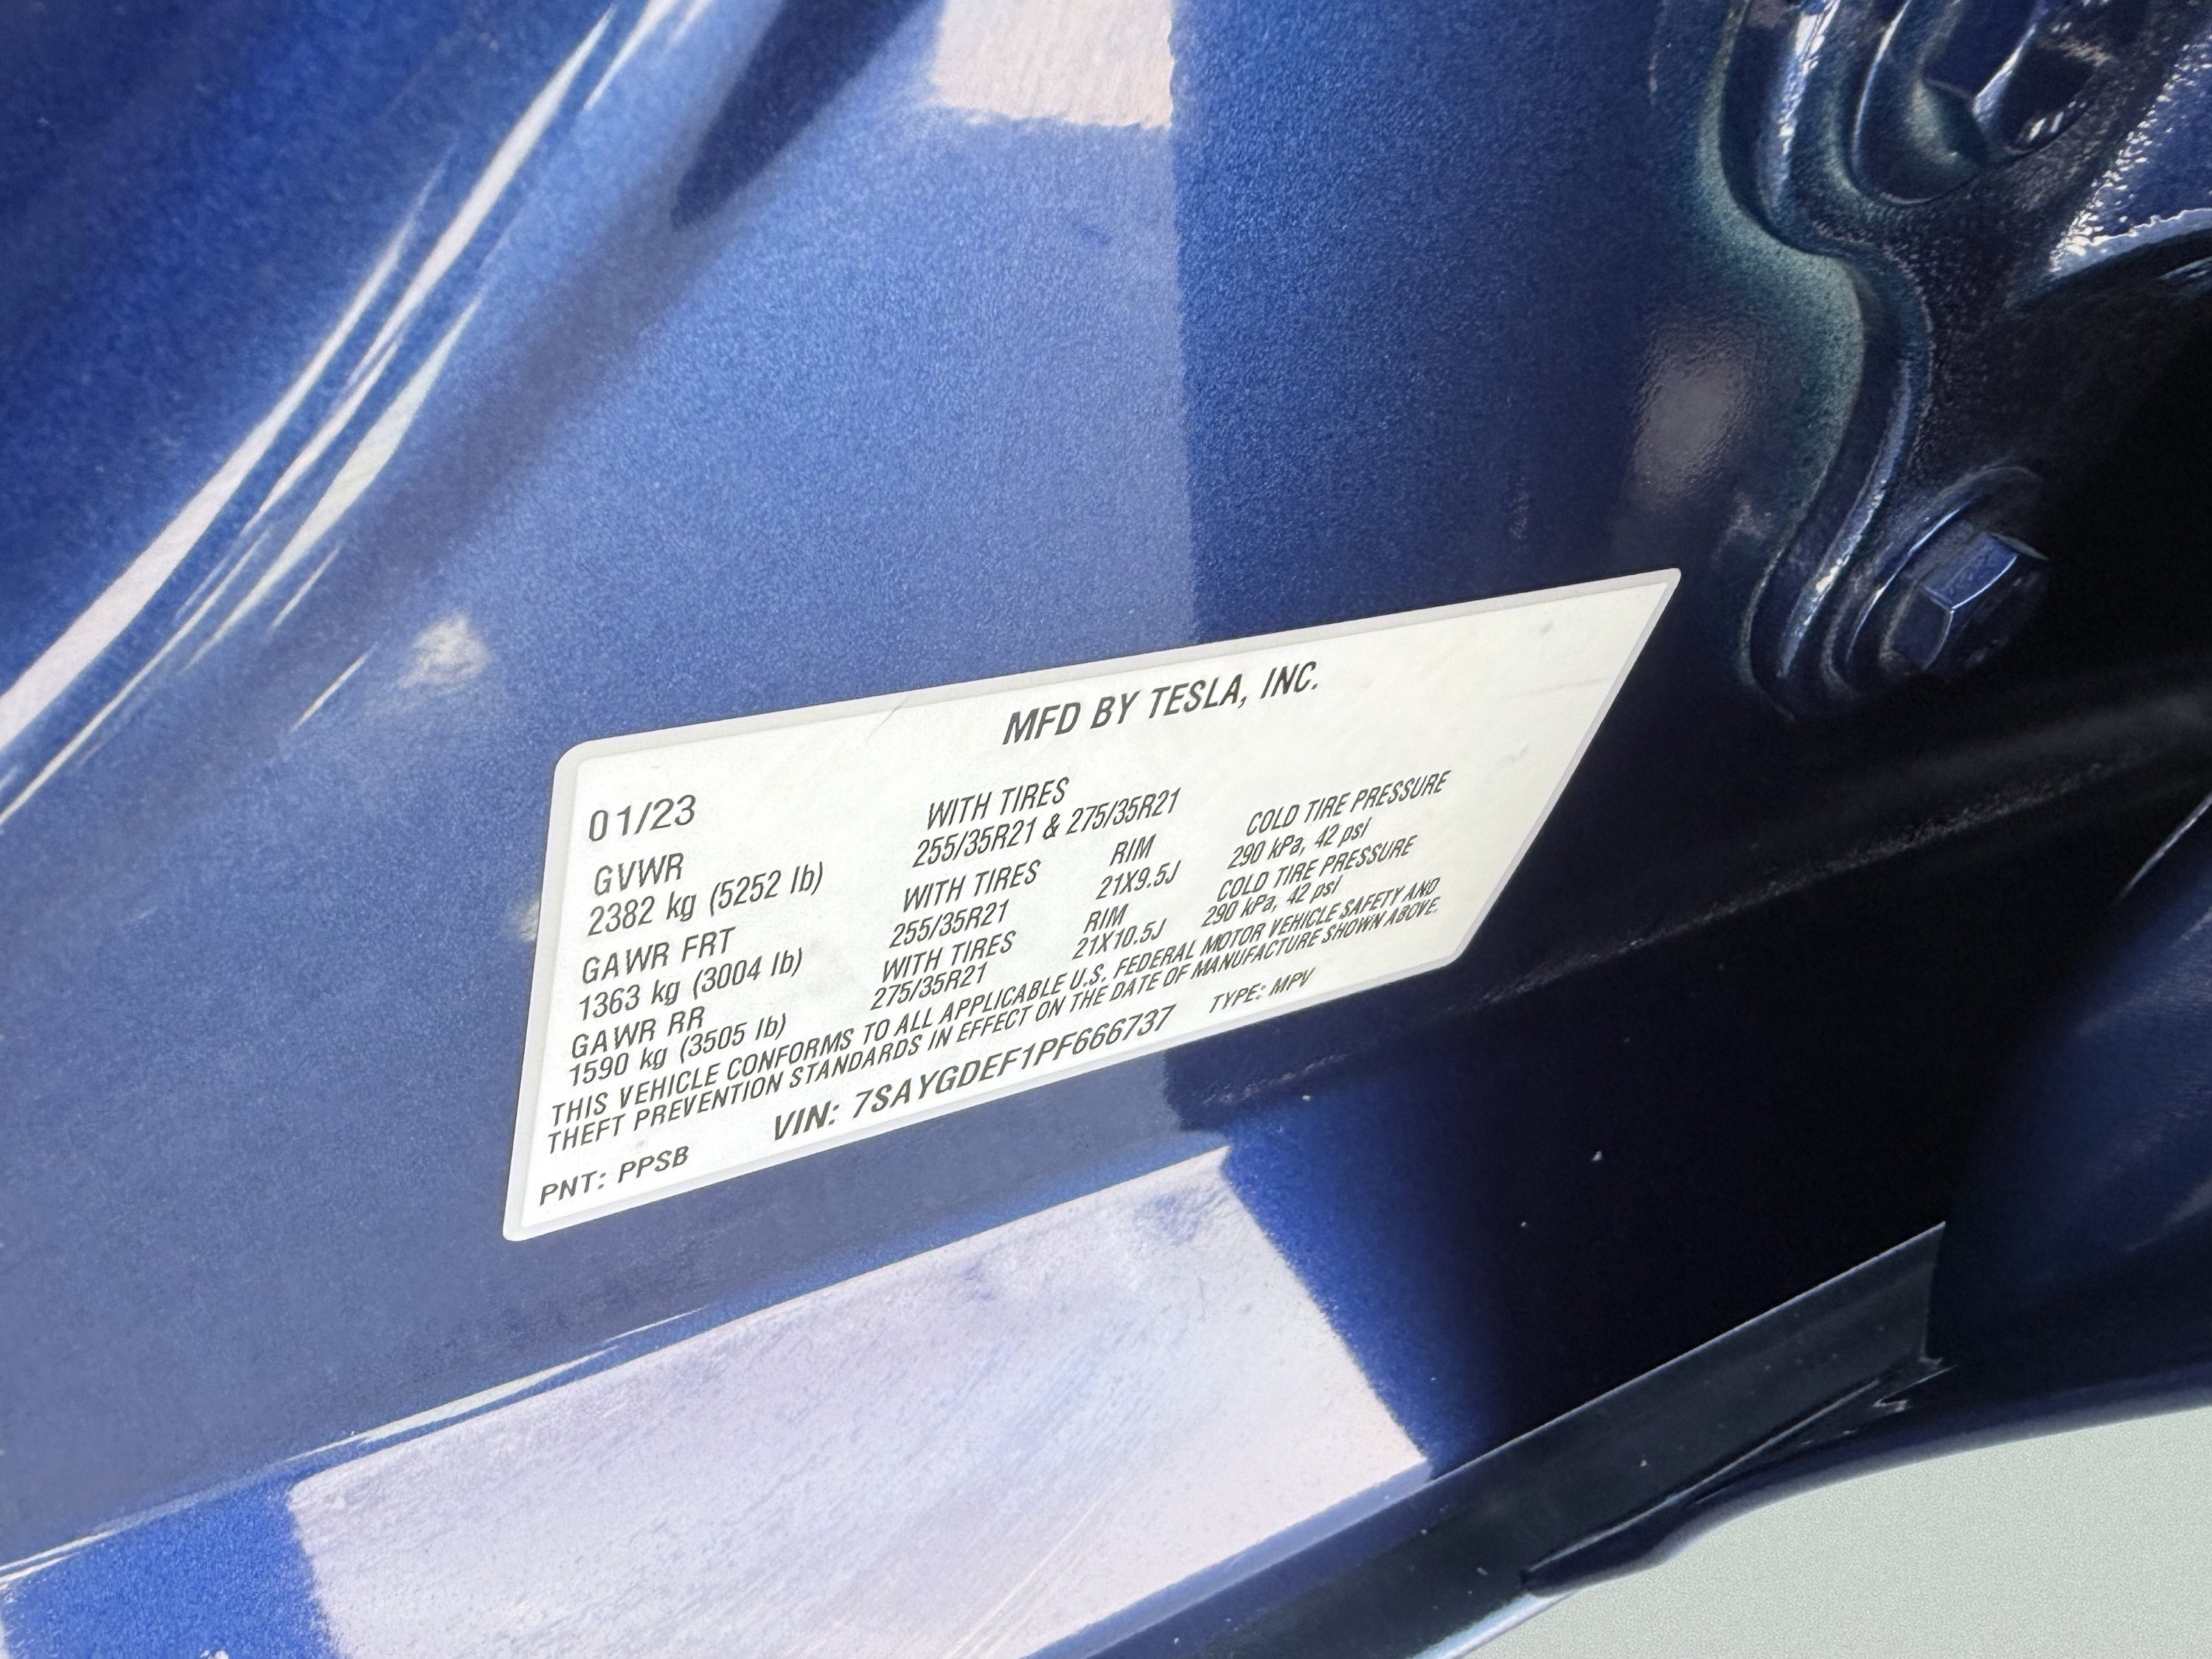 MFD BY TESLA, INC.
01/23
WITH TIRES
255/35R21 & 275/35R21
GVWR
2382 kg (5252 lb)
WITH TIRES RIM COLD TIRE PRESSURE
255/35R21 21X9.5J 290 kPa, 42 psi
GAWR FRT
1363 kg (3004 lb)
WITH TIRES RIM COLD TIRE PRESSURE
275/35R21 21X10.5J 290 kPa, 42 psi
GAWR RR
1590 kg (3505 lb)
THIS VEHICLE CONFORMS TO ALL APPLICABLE U.S. FEDERAL MOTOR VEHICLE SAFETY AND
THEFT PREVENTION STANDARDS IN EFFECT ON THE DATE OF MANUFACTURE SHOWN ABOVE.
VIN: 7SAYGDEF1PF666737 TYPE: MPV
PNT: PPSB